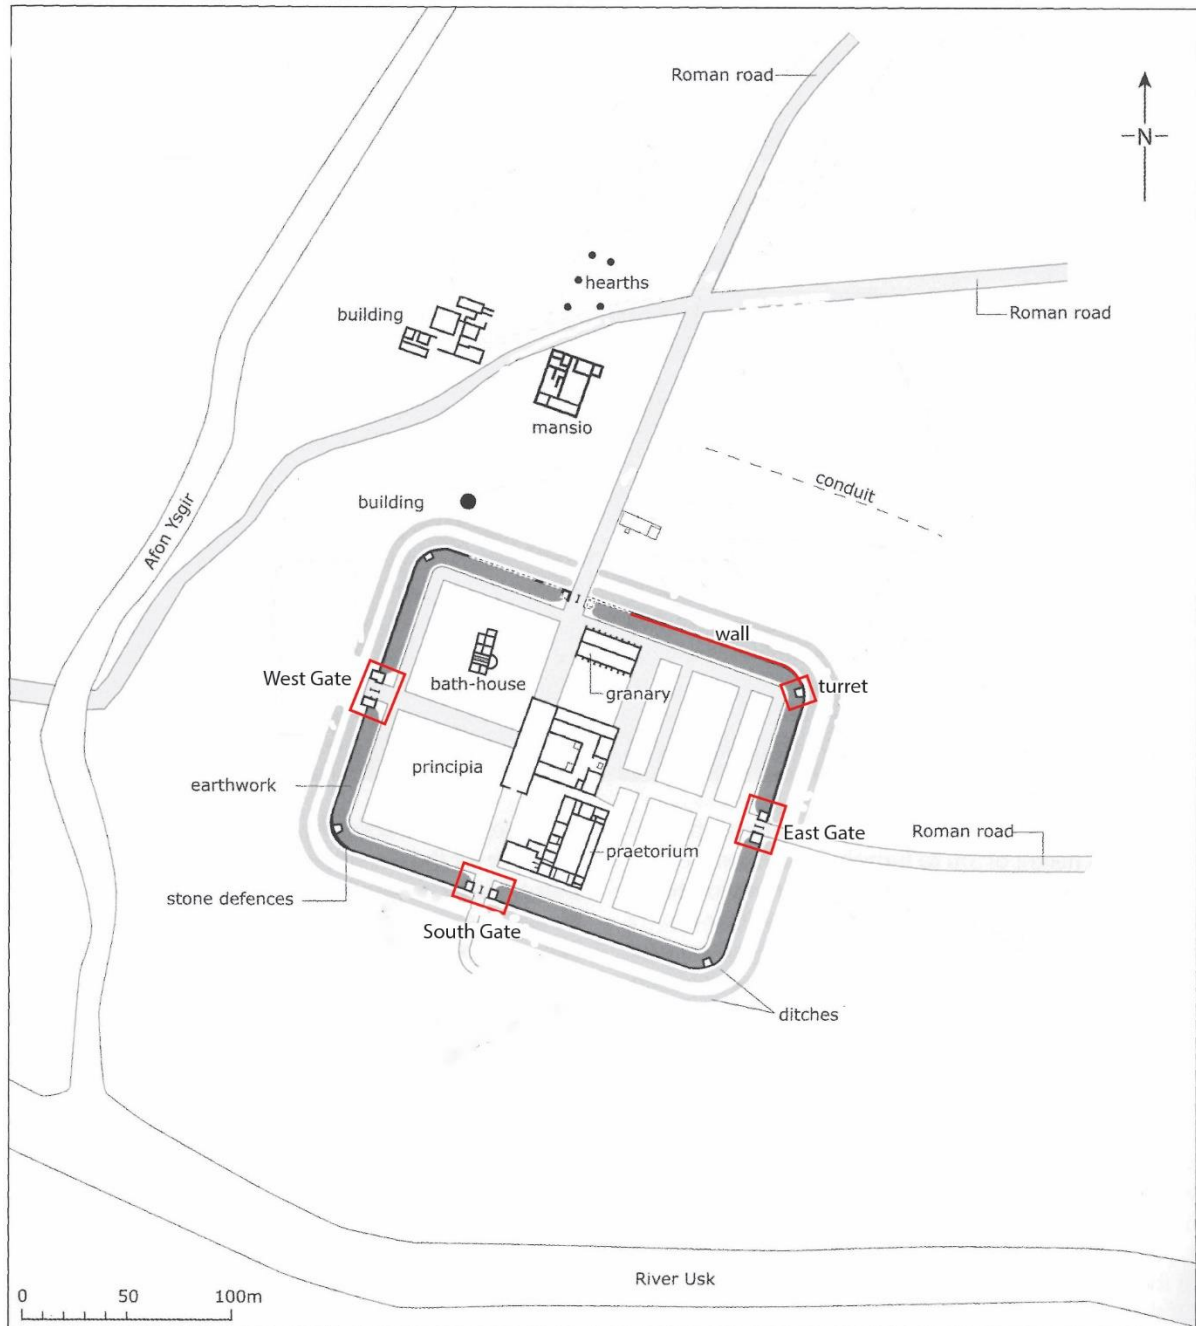 Roman road
N
hearths
building
Roman road
mansio
conduit
building
Afon Ysgir
wall
West Gate
bath-house
granary
turret
principia
earthwork
East Gate
Roman road
praetorium
stone defences
South Gate
ditches
River Usk
0 50 100m